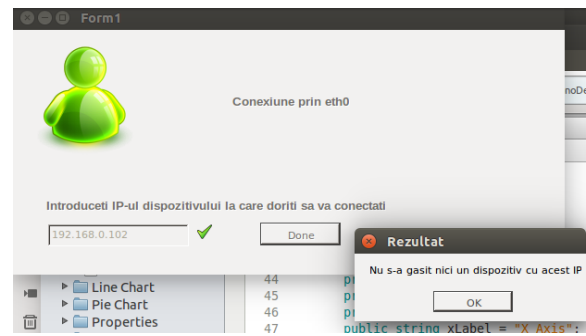 Form1
Conexiune prin eth0
Introduceti IP-ul dispozitivului la care doriti sa va conectati
192.168.0.102
Done
Rezultat
Nu s-a gasit nici un dispozitiv cu acest IP
OK
Line Chart
Pie Chart
Properties
44
45
46
47
public string xLabel = "X Axis";